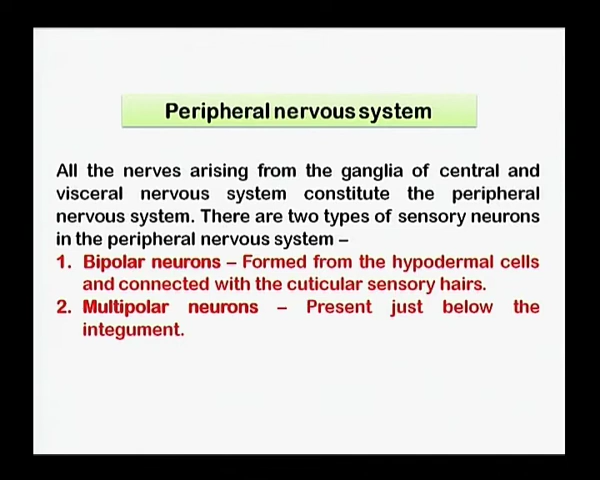 Peripheral nervous system
All the nerves arising from the ganglia of central and
visceral nervous system constitute the peripheral
nervous system. There are two types of sensory neurons
in the peripheral nervous system –
1. Bipolar neurons – Formed from the hypodermal cells
and connected with the cuticular sensory hairs.
2. Multipolar neurons – Present just below the
integument.